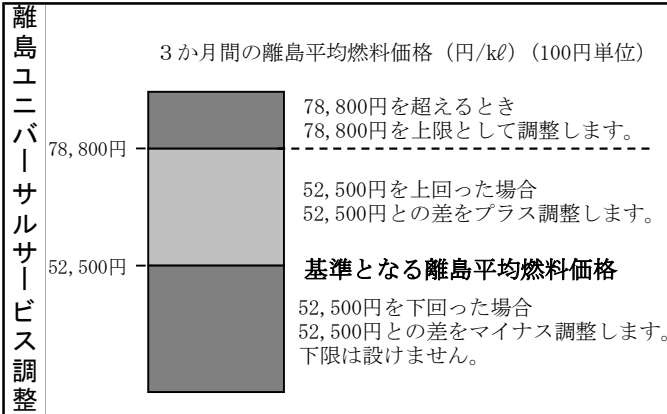 離島ユニバーサルサービス調整
3か月間の離島平均燃料価格（円/kℓ）（100円単位）
78,800円を超えるとき
78,800円を上限として調整します。
78,800円
52,500円を上回った場合
52,500円との差をプラス調整します。
52,500円
基準となる離島平均燃料価格
52,500円を下回った場合
52,500円との差をマイナス調整します。
下限は設けません。